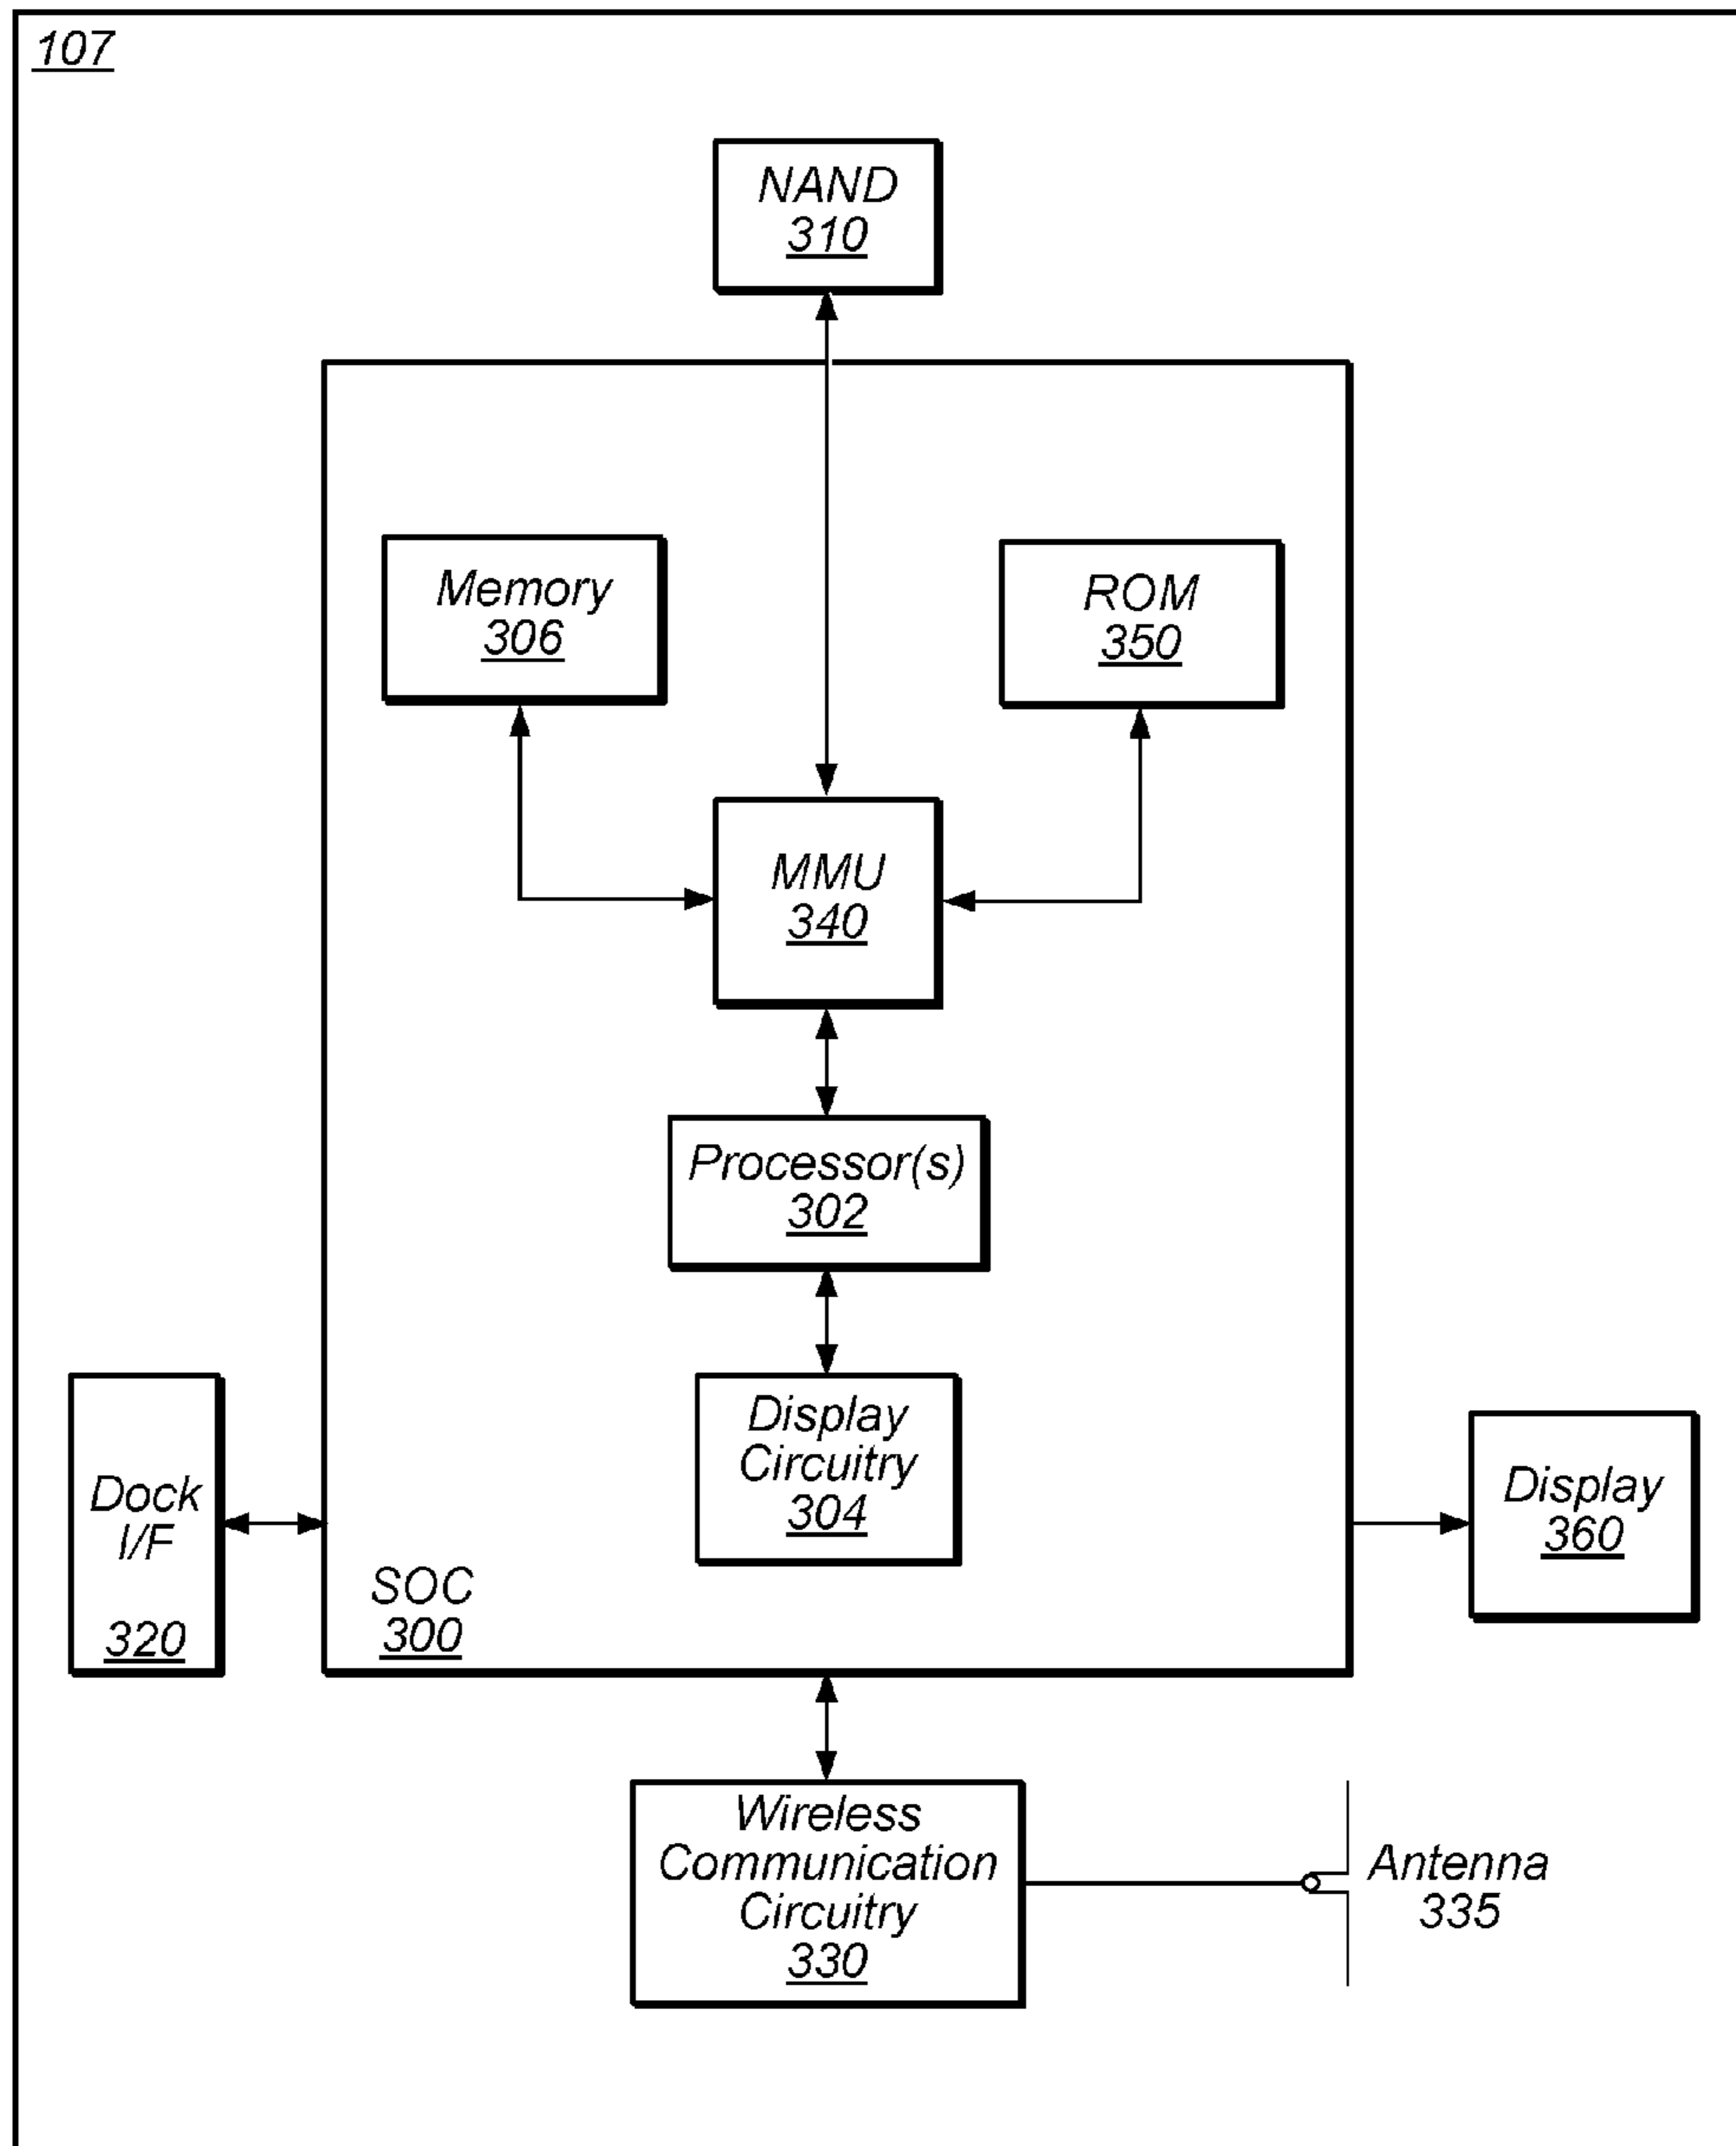 107
NAND
310
Memory
306
ROM
350
MMU
340
Processor(s)
302
Display
Circuitry
304
Dock
I/F
320
SOC
300
Display
360
Wireless
Communication
Circuitry
330
Antenna
335